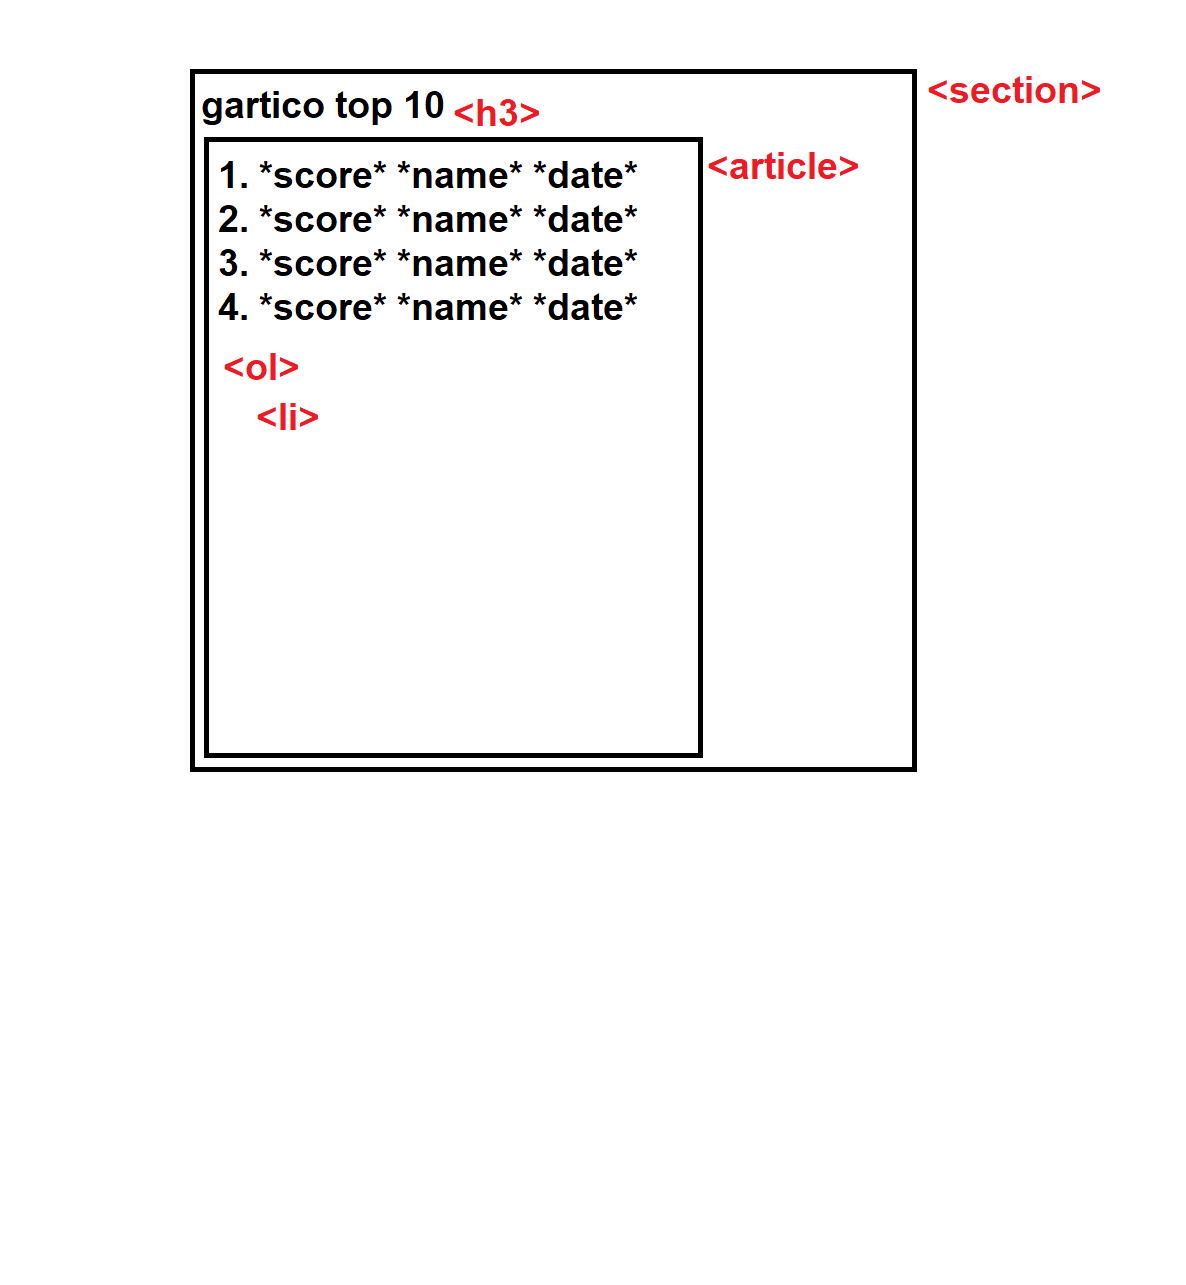 <section>
gartico top 10 <h3>
<article>
1. *score* *name* *date*
2. *score* *name* *date*
3. *score* *name* *date*
4. *score* *name* *date*
<ol>
<li>